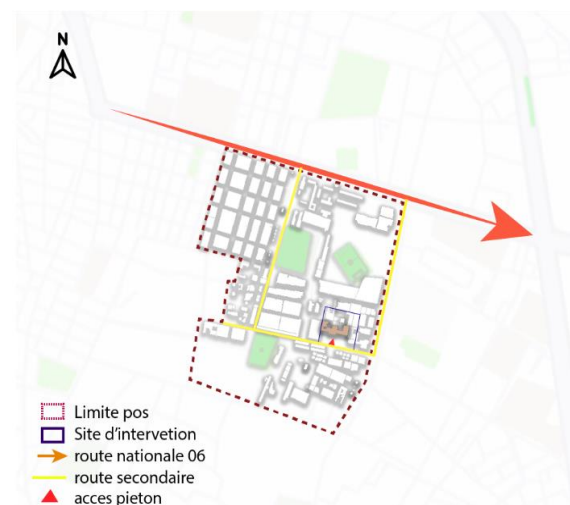 N
Limite pos
Site d'intervetion
route nationale 06
route secondaire
acces pieton